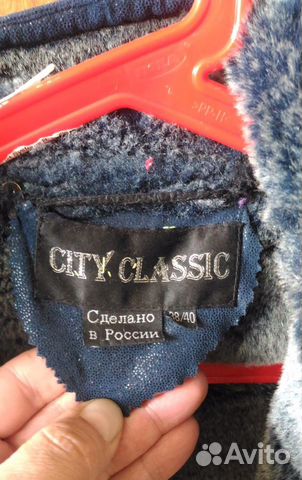 CITY CLASSIC
Сделано
в России
38/40
Avito